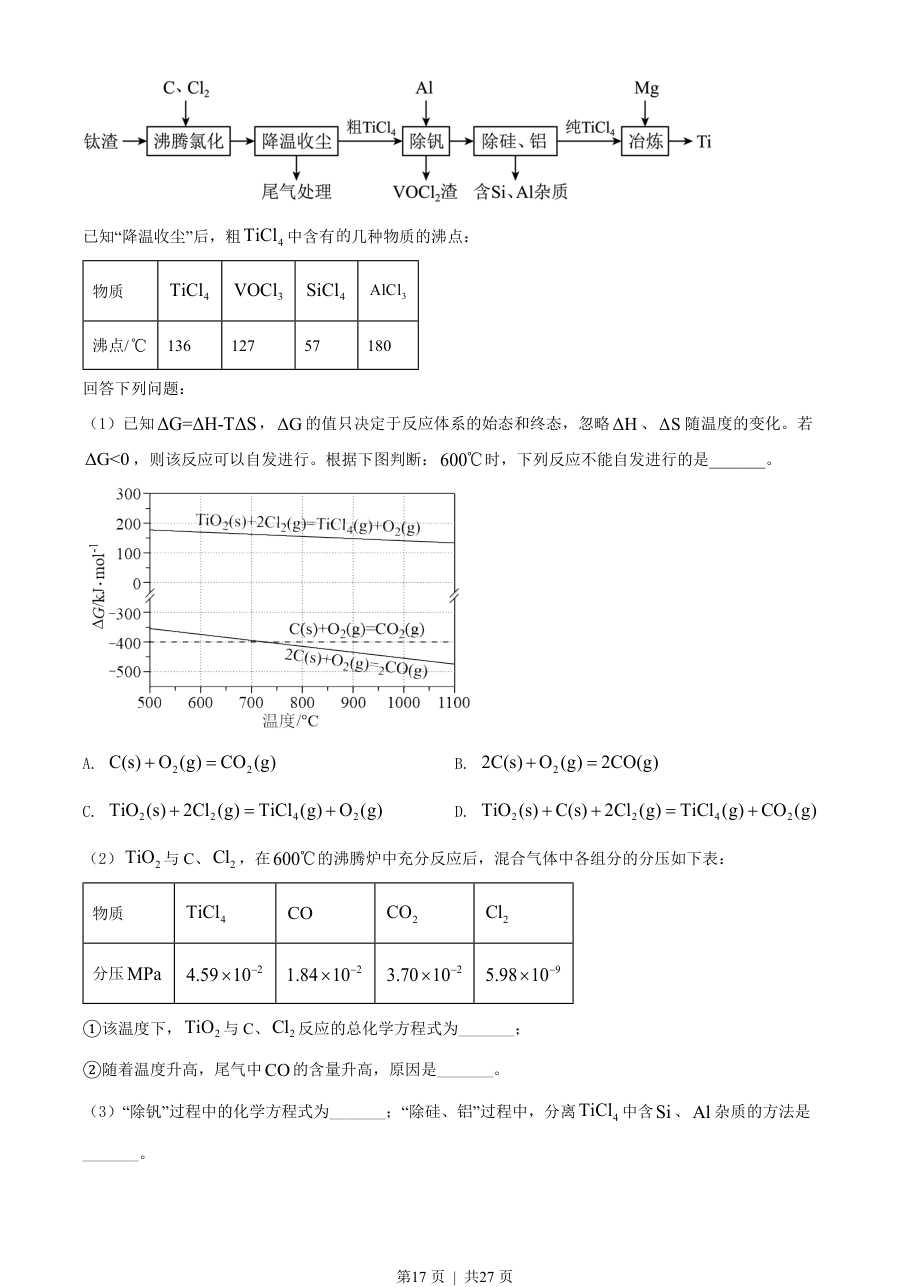 C、Cl₂ Al Mg
钛渣 沸腾氯化 降温收尘 粗TiCl₄ 除钒 除硅、铝 纯TiCl₄ 冶炼 Ti
尾气处理 VOCl₂渣 含Si、Al杂质
已知“降温收尘”后，粗TiCl₄中含有的几种物质的沸点：
物质 TiCl₄ VOCl₃ SiCl₄ AlCl₃
沸点/℃ 136 127 57 180
回答下列问题：
（1）已知ΔG=ΔH-TΔS，ΔG的值只决定于反应体系的始态和终态，忽略ΔH、ΔS随温度的变化。若
ΔG<0，则该反应可以自发进行。根据下图判断：600℃时，下列反应不能自发进行的是_______。
300
200
100
0
-300
-400
-500
ΔG/kJ•mol⁻¹
TiO₂(s)+2Cl₂(g)=TiCl₄(g)+O₂(g)
C(s)+O₂(g)=CO₂(g)
2C(s)+O₂(g)=₂CO(g)
500 600 700 800 900 1000 1100
温度/°C
A. C(s)+O₂(g)=CO₂(g) B. 2C(s)+O₂(g)=2CO(g)
C. TiO₂(s)+2Cl₂(g)=TiCl₄(g)+O₂(g) D. TiO₂(s)+C(s)+2Cl₂(g)=TiCl₄(g)+CO₂(g)
（2）TiO₂与C、Cl₂，在600℃的沸腾炉中充分反应后，混合气体中各组分的分压如下表：
物质 TiCl₄ CO CO₂ Cl₂
分压MPa 4.59×10⁻² 1.84×10⁻² 3.70×10⁻² 5.98×10⁻⁹
①该温度下，TiO₂与C、Cl₂反应的总化学方程式为_______；
②随着温度升高，尾气中CO的含量升高，原因是_______。
（3）“除钒”过程中的化学方程式为_______；“除硅、铝”过程中，分离TiCl₄中含Si、Al杂质的方法是
_______。
第17页 | 共27页